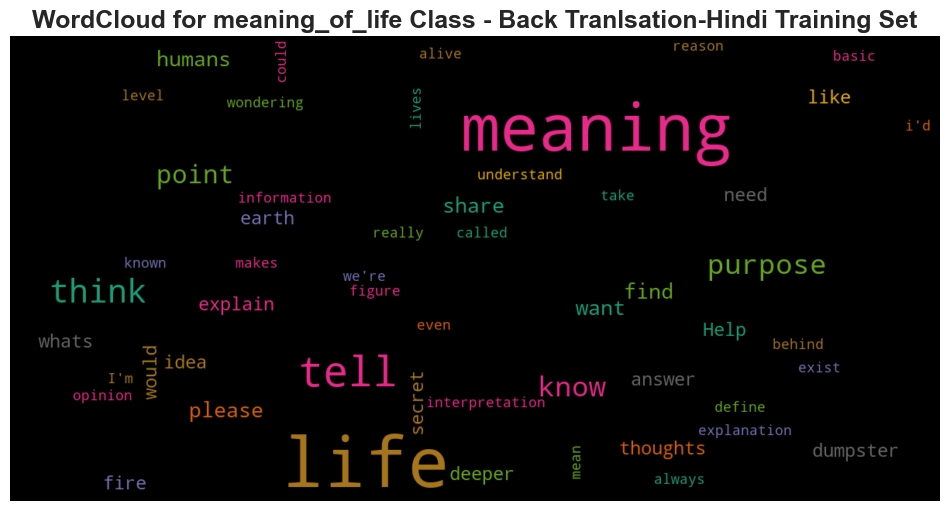 WordCloud for meaning_of_life Class - Back Tranlsation-Hindi Training Set
humans
could
alive
reason
basic
level
wondering
lives
like
meaning
i'd
point
understand
information
take
need
share
earth
really
called
known
makes
we're
purpose
think
figure
find
explain
want
even
Help
whats
behind
would
idea
exist
I'm
tell
secret
know
answer
opinion
please
interpretation
define
explanation
thoughts
dumpster
life
deeper
mean
always
fire